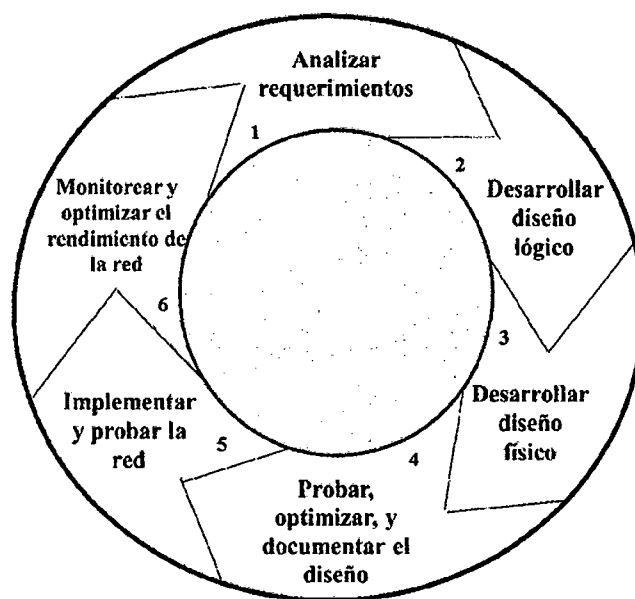 Analizar
requerimientos
1
2
Desarrollar
diseño
lógico
3
Desarrollar
diseño
físico
4
Probar,
optimizar, y
documentar el
diseño
5
Implementar
y probar la
red
6
Monitorear y
optimizar el
rendimiento de
la red